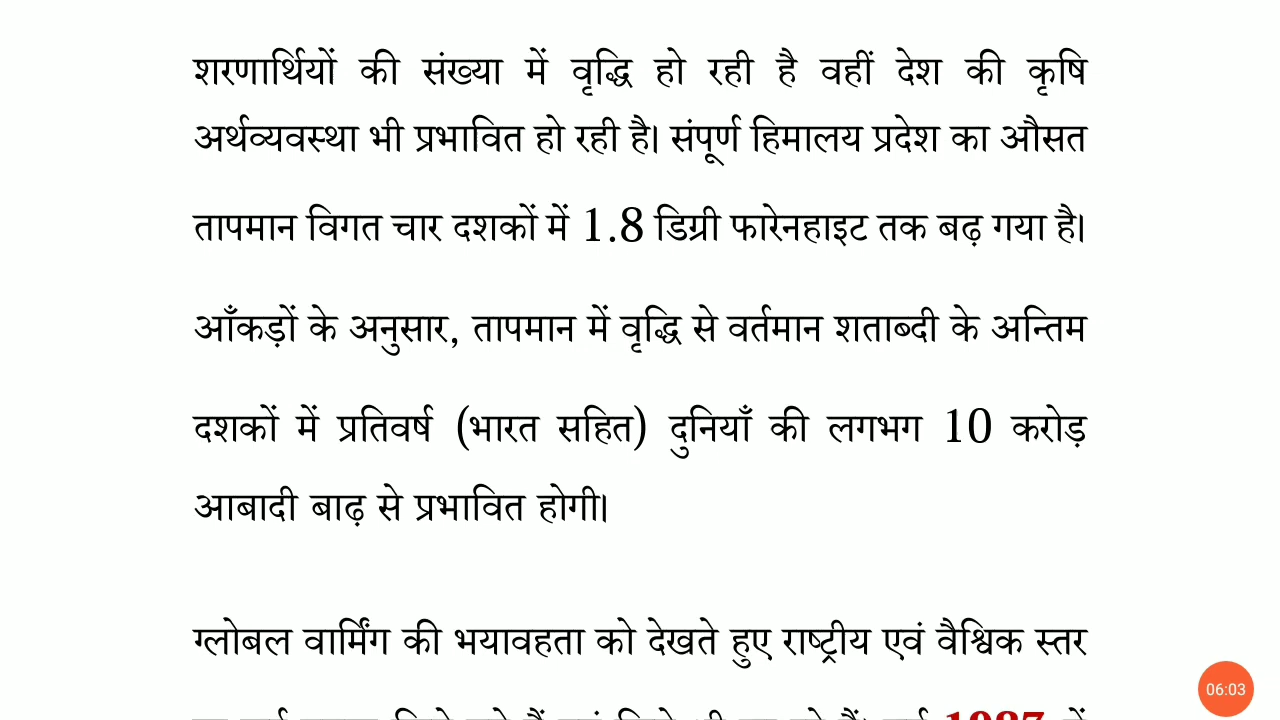 शरणार्थियों की संख्या में वृद्धि हो रही है वहीं देश की कृषि
अर्थव्यवस्था भी प्रभावित हो रही है। संपूर्ण हिमालय प्रदेश का औसत
तापमान विगत चार दशकों में 1.8 डिग्री फारेनहाइट तक बढ़ गया है।
आँकड़ों के अनुसार, तापमान में वृद्धि से वर्तमान शताब्दी के अन्तिम
दशकों में प्रतिवर्ष (भारत सहित) दुनियाँ की लगभग 10 करोड़
आबादी बाढ़ से प्रभावित होगी।
ग्लोबल वार्मिंग की भयावहता को देखते हुए राष्ट्रीय एवं वैश्विक स्तर
1987 में
06:03